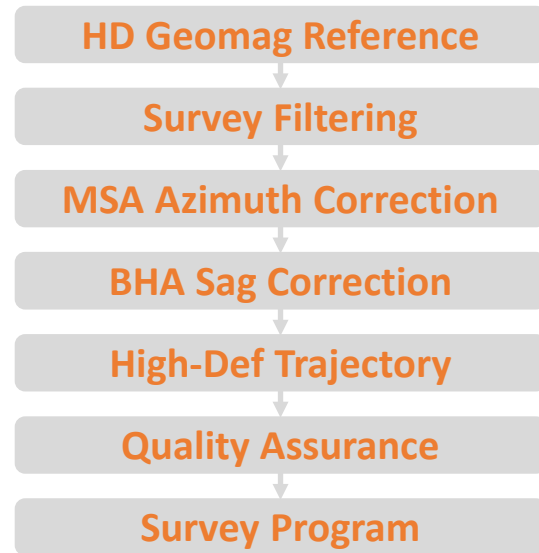 HD Geomag Reference
Survey Filtering
MSA Azimuth Correction
BHA Sag Correction
High-Def Trajectory
Quality Assurance
Survey Program